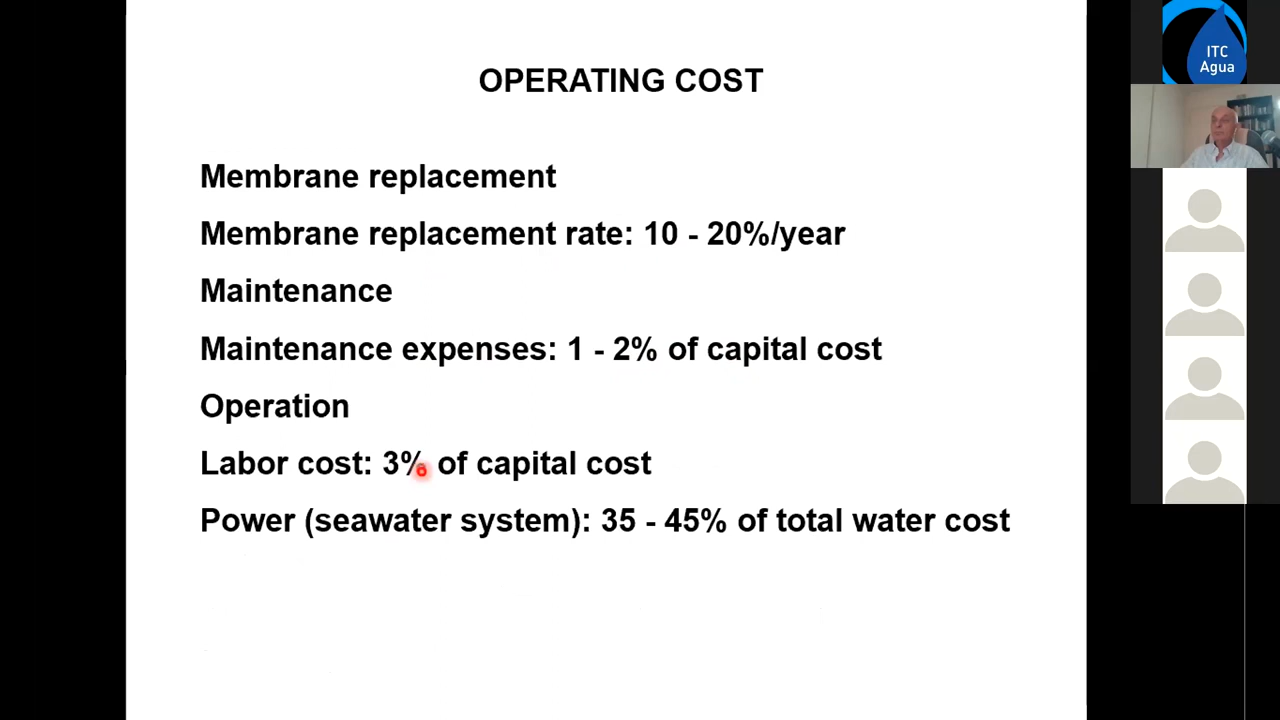 OPERATING COST
Membrane replacement
Membrane replacement rate: 10 - 20%/year
Maintenance
Maintenance expenses: 1 - 2% of capital cost
Operation
Labor cost: 3% of capital cost
Power (seawater system): 35 - 45% of total water cost
ITC
Agua